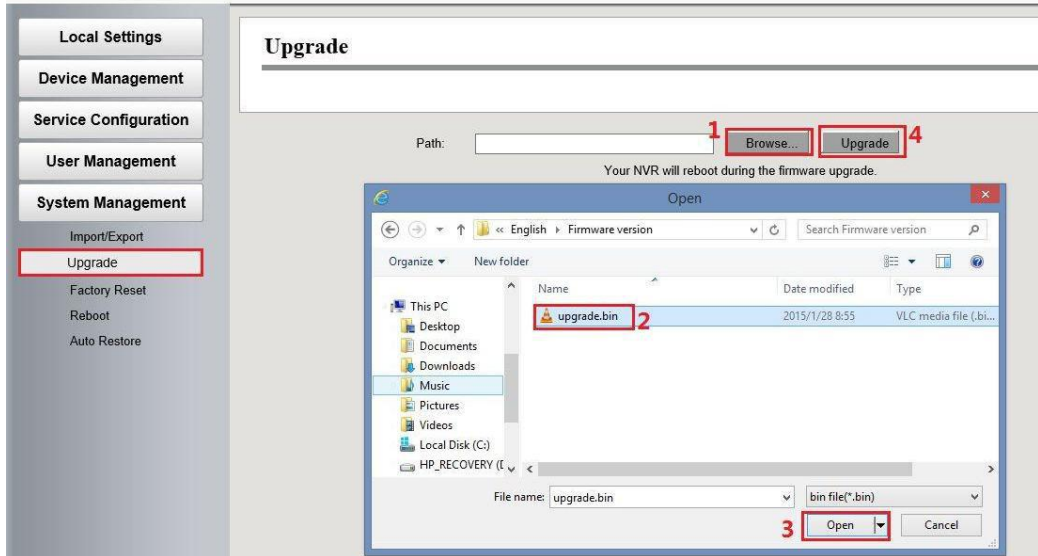 Local Settings
Device Management
Service Configuration
User Management
System Management
Import/Export
Upgrade
Factory Reset
Reboot
Auto Restore
Upgrade
Path:
1
Browse...
Upgrade
4
Your NVR will reboot during the firmware upgrade.
Open
« English Firmware version
Search Firmware version
Organize
New folder
Name
Date modified
Type
This PC
Desktop
Documents
Downloads
Music
Pictures
Videos
Local Disk (C:)
HP_RECOVERY (
upgrade.bin
2
2015/1/28 8:55
VLC media file (.bi...
File name:
upgrade.bin
bin file(*.bin)
3
Open
Cancel